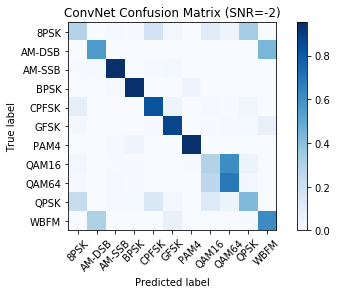 ConvNet Confusion Matrix (SNR=-2)
True label
8PSK
AM-DSB
AM-SSB
BPSK
CPFSK
GFSK
PAM4
QAM16
QAM64
QPSK
WBFM
8PSK
AM-DSB
AM-SSB
BPSK
CPFSK
GFSK
PAM4
QAM16
QAM64
QPSK
WBFM
Predicted label
0.8
0.6
0.4
0.2
0.0